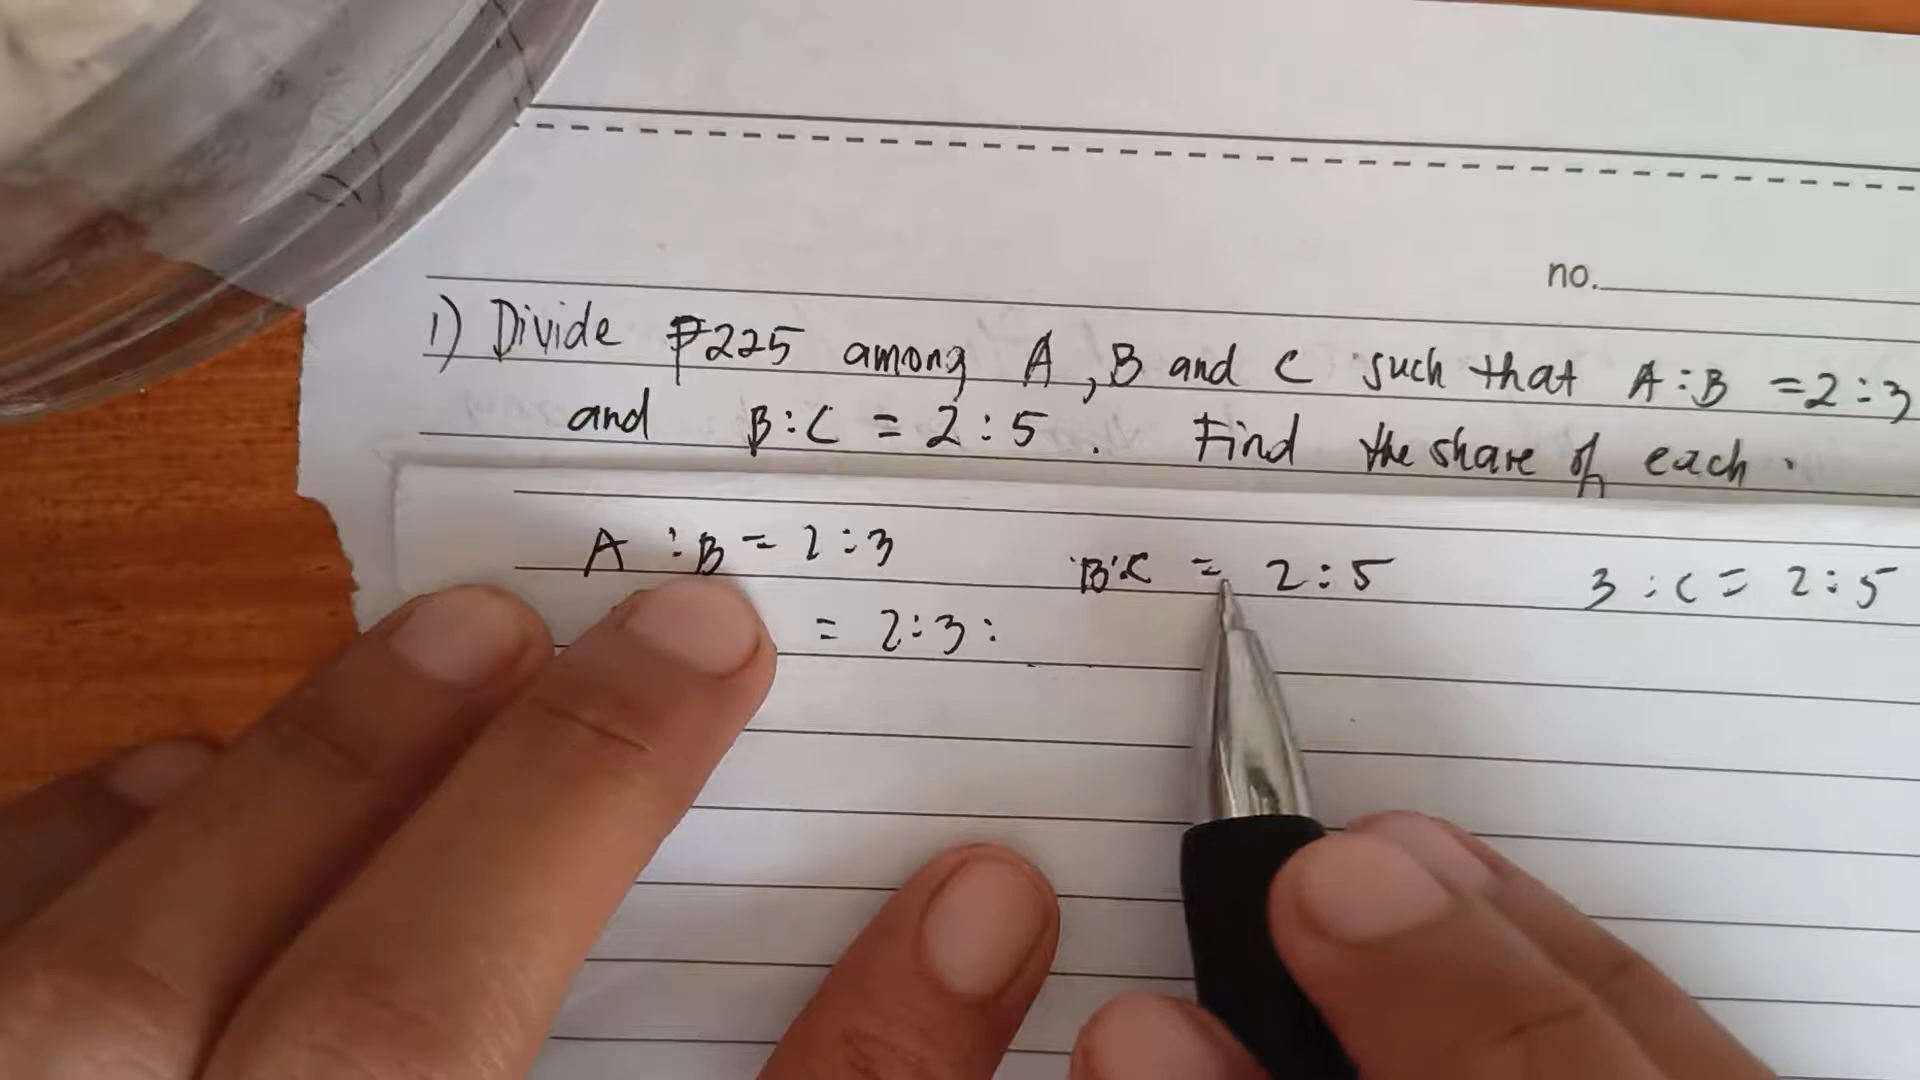 no.
1) Divide ₱225 among A, B and C such that A:B = 2:3
and B:C = 2:5. Find the share of each.
A :B = 2:3 B:C = 2:5 3 :C = 2:5
= 2:3: